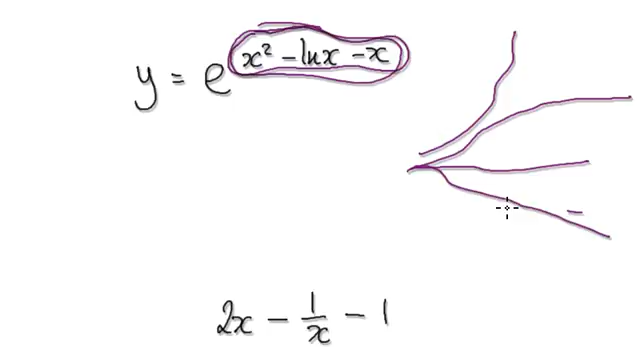 y = e^{x² - ln x - x}
2x - 1/x - 1